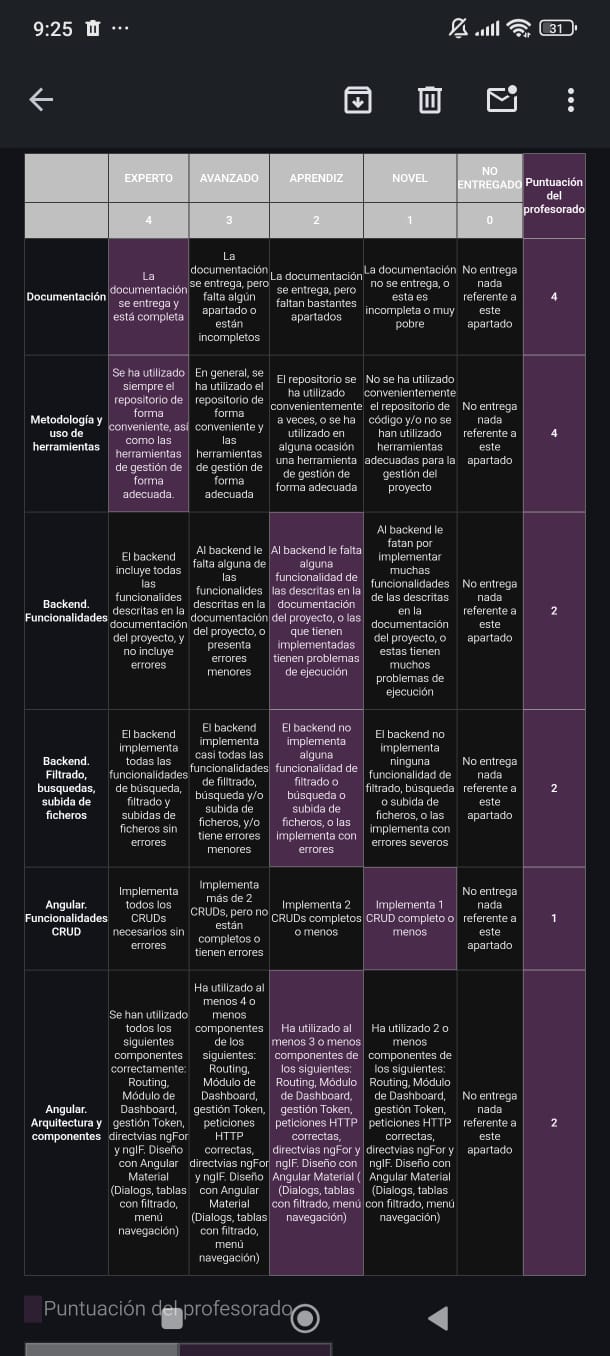 9:25
31
EXPERTO
AVANZADO
APRENDIZ
NOVEL
NO
ENTREGADO
Puntuación
del
profesorado
4
3
2
1
0
Documentación
La
documentación
se entrega y
está completa
La
documentación
se entrega, pero
falta algún
apartado o
están
incompletos
La documentación
se entrega, pero
faltan bastantes
apartados
La documentación
no se entrega, o
esta es
incompleta o muy
pobre
No entrega
nada
referente a
este
apartado
4
Metodología y
uso de
herramientas
Se ha utilizado
siempre el
repositorio de
forma
conveniente, así
como las
herramientas
de gestión de
forma
adecuada.
En general, se
ha utilizado el
repositorio de
forma
conveniente y
las
herramientas
de gestión de
forma
adecuada
El repositorio se
ha utilizado
convenientemente
a veces, o se ha
utilizado en
alguna ocasión
una herramienta
de gestión de
forma adecuada
No se ha utilizado
convenientemente
el repositorio de
código y/o no se
han utilizado
herramientas
adecuadas para la
gestión del
proyecto
No entrega
nada
referente a
este
apartado
4
Backend.
Funcionalidades
El backend
incluye todas
las
funcionalides
descritas en la
documentación
del proyecto, y
no incluye
errores
Al backend le
falta alguna de
las
funcionalides
descritas en la
documentación
del proyecto, o
presenta
errores
menores
Al backend le falta
alguna
funcionalidad de
las descritas en la
documentación
del proyecto, o las
que tienen
implementadas
tienen problemas
de ejecución
Al backend le
fatan por
implementar
muchas
funcionalidades
de las descritas
en la
documentación
del proyecto, o
estas tienen
muchos
problemas de
ejecución
No entrega
nada
referente a
este
apartado
2
Backend.
Filtrado,
busquedas,
subida de
ficheros
El backend
implementa
todas las
funcionalidades
de búsqueda,
filtrado y
subidas de
ficheros sin
errores
El backend
implementa
casi todas las
funcionalidades
de filltrado,
búsqueda y/o
subida de
ficheros, y/o
tiene errores
menores
El backend no
implementa
alguna
funcionalidad de
filtrado o
búsqueda o
subida de
ficheros, o las
implementa con
errores
El backend no
implementa
ninguna
funcionalidad de
filtrado, búsqueda
o subida de
ficheros, o las
implementa con
errores severos
No entrega
nada
referente a
este
apartado
2
Angular.
Funcionalidades
CRUD
Implementa
todos los
CRUDs
necesarios sin
errores
Implementa
más de 2
CRUDs, pero no
están
completos o
tienen errores
Implementa 2
CRUDs completos
o menos
Implementa 1
CRUD completo o
menos
No entrega
nada
referente a
este
apartado
1
Angular.
Arquitectura y
componentes
Se han utilizado
todos los
siguientes
componentes
correctamente:
Routing,
Módulo de
Dashboard,
gestión Token,
directvias ngFor
y ngIF. Diseño
con Angular
Material
(Dialogs, tablas
con filtrado,
menú
navegación)
Ha utilizado al
menos 4 o
menos
componentes
de los
siguientes:
Routing,
Módulo de
Dashboard,
gestión Token,
peticiones
HTTP
correctas,
directvias ngFor
y ngIF. Diseño
con Angular
Material
(Dialogs, tablas
con filtrado,
menú
navegación)
Ha utilizado al
menos 3 o menos
componentes de
los siguientes:
Routing, Módulo
de Dashboard,
gestión Token,
peticiones HTTP
correctas,
directvias ngFor y
ngIF. Diseño con
Angular Material (
(Dialogs, tablas
con filtrado, menú
navegación)
Ha utilizado 2 o
menos
componentes de
los siguientes:
Routing, Módulo
de Dashboard,
gestión Token,
peticiones HTTP
correctas,
directvias ngFor y
ngIF. Diseño con
Angular Material
(Dialogs, tablas
con filtrado, menú
navegación)
No entrega
nada
referente a
este
apartado
2
Puntuación del profesorado